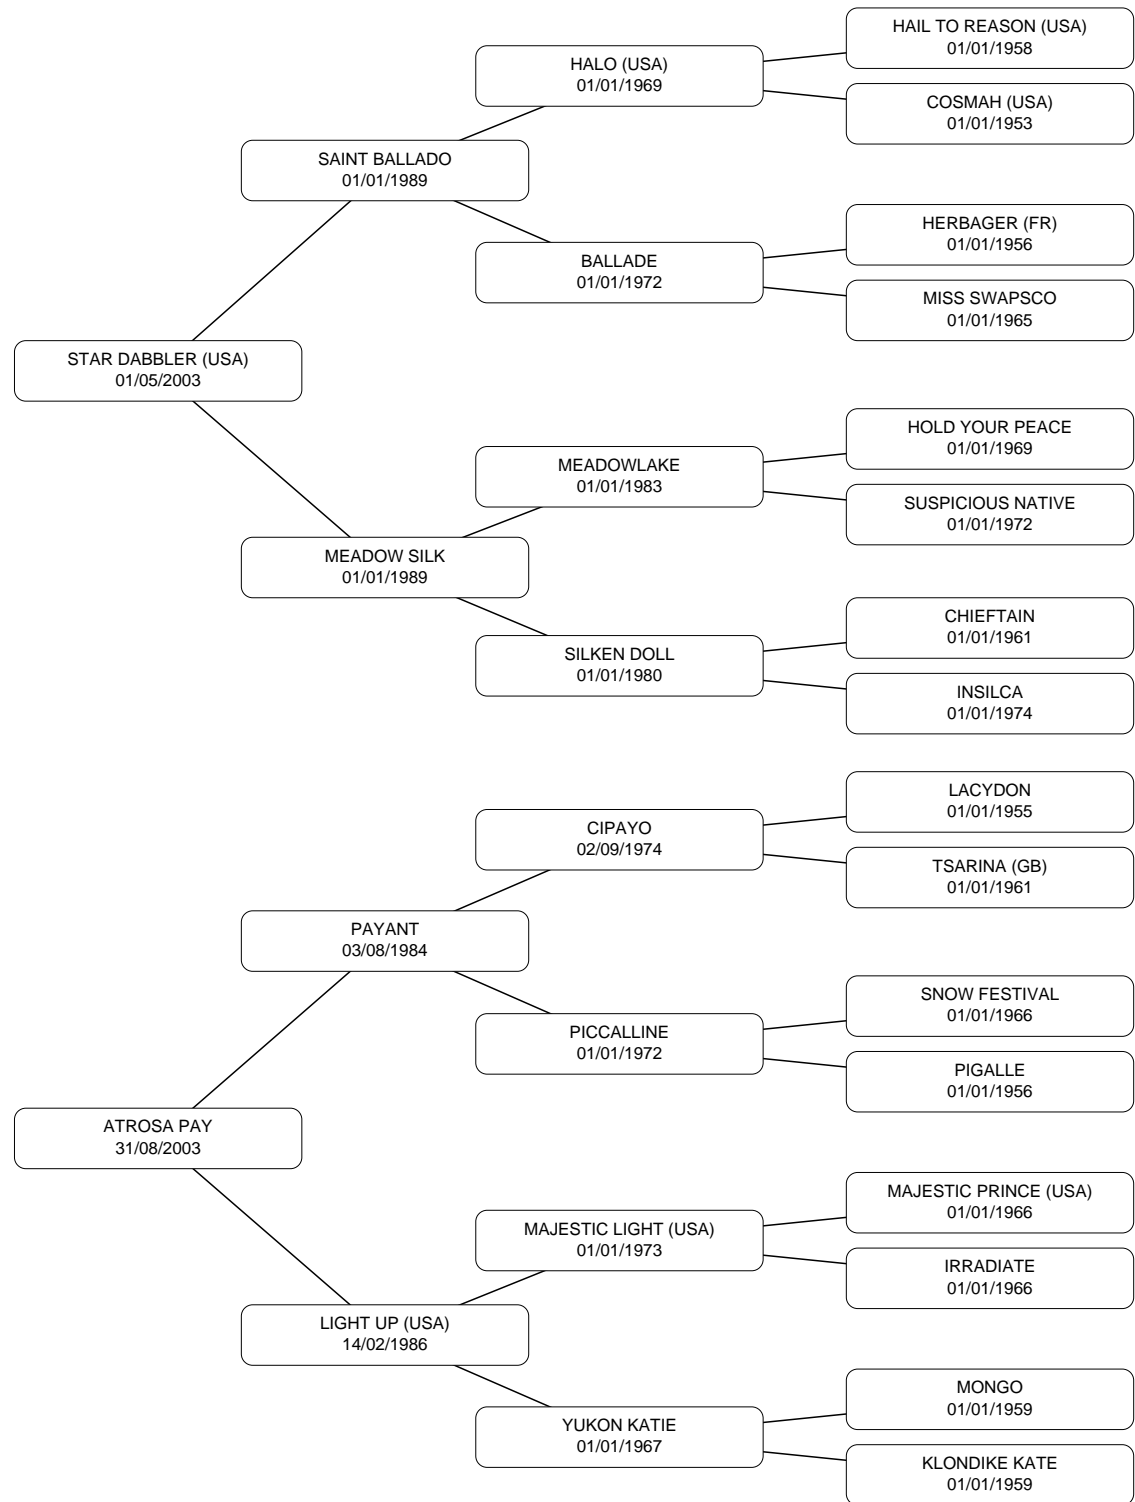 HAIL TO REASON (USA)
01/01/1958
HALO (USA)
01/01/1969
COSMAH (USA)
01/01/1953
SAINT BALLADO
01/01/1989
HERBAGER (FR)
01/01/1956
BALLADE
01/01/1972
MISS SWAPSCO
01/01/1965
STAR DABBLER (USA)
01/05/2003
HOLD YOUR PEACE
01/01/1969
MEADOWLAKE
01/01/1983
SUSPICIOUS NATIVE
01/01/1972
MEADOW SILK
01/01/1989
CHIEFTAIN
01/01/1961
SILKEN DOLL
01/01/1980
INSILCA
01/01/1974
LACYDON
01/01/1955
CIPAYO
02/09/1974
TSARINA (GB)
01/01/1961
PAYANT
03/08/1984
SNOW FESTIVAL
01/01/1966
PICCALLINE
01/01/1972
PIGALLE
01/01/1956
ATROSA PAY
31/08/2003
MAJESTIC PRINCE (USA)
01/01/1966
MAJESTIC LIGHT (USA)
01/01/1973
IRRADIATE
01/01/1966
LIGHT UP (USA)
14/02/1986
MONGO
01/01/1959
YUKON KATIE
01/01/1967
KLONDIKE KATE
01/01/1959